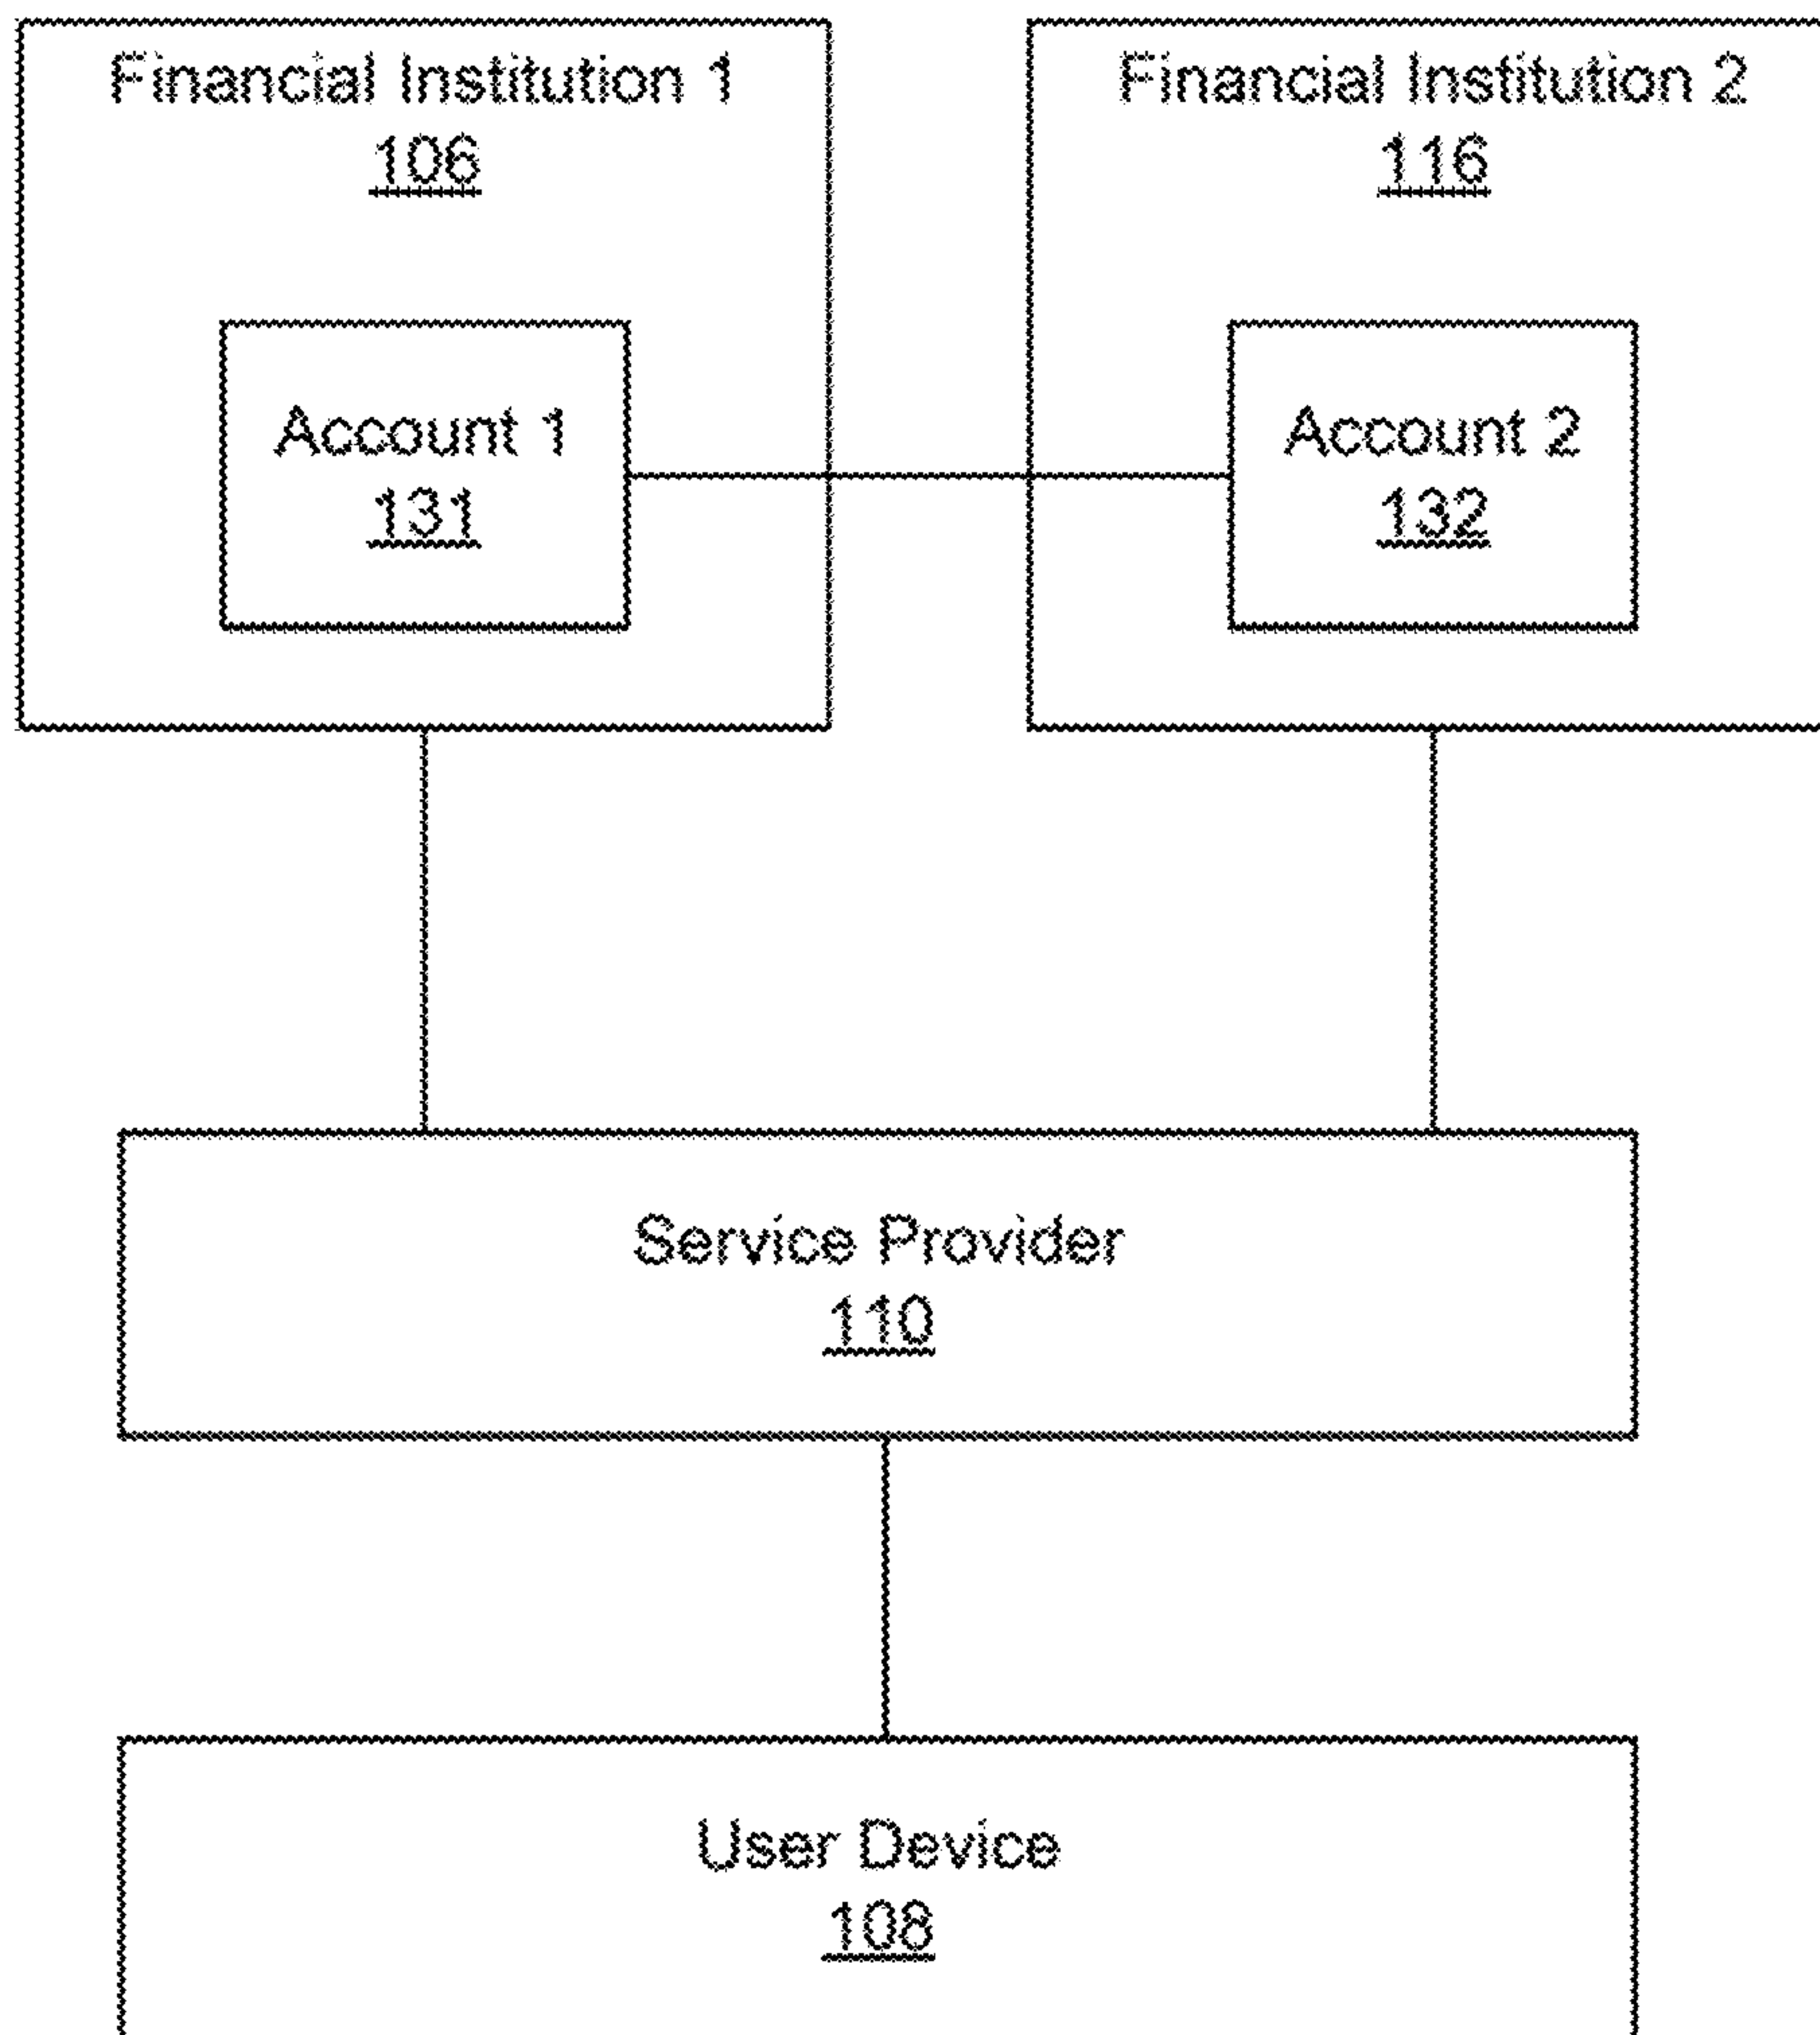 Financial Institution 1
106
Financial Institution 2
116
Account 1
131
Account 2
132
Service Provider
110
User Device
108